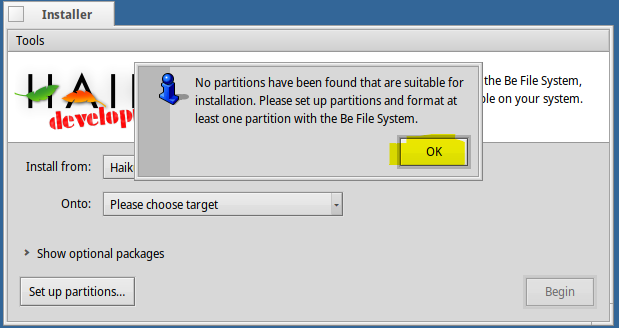 Installer
Tools
HAI
develop
No partitions have been found that are suitable for
installation. Please set up partitions and format at
least one partition with the Be File System.
OK
the Be File System,
on your system.
Install from:
Onto: Please choose target
Show optional packages
Set up partitions...
Begin